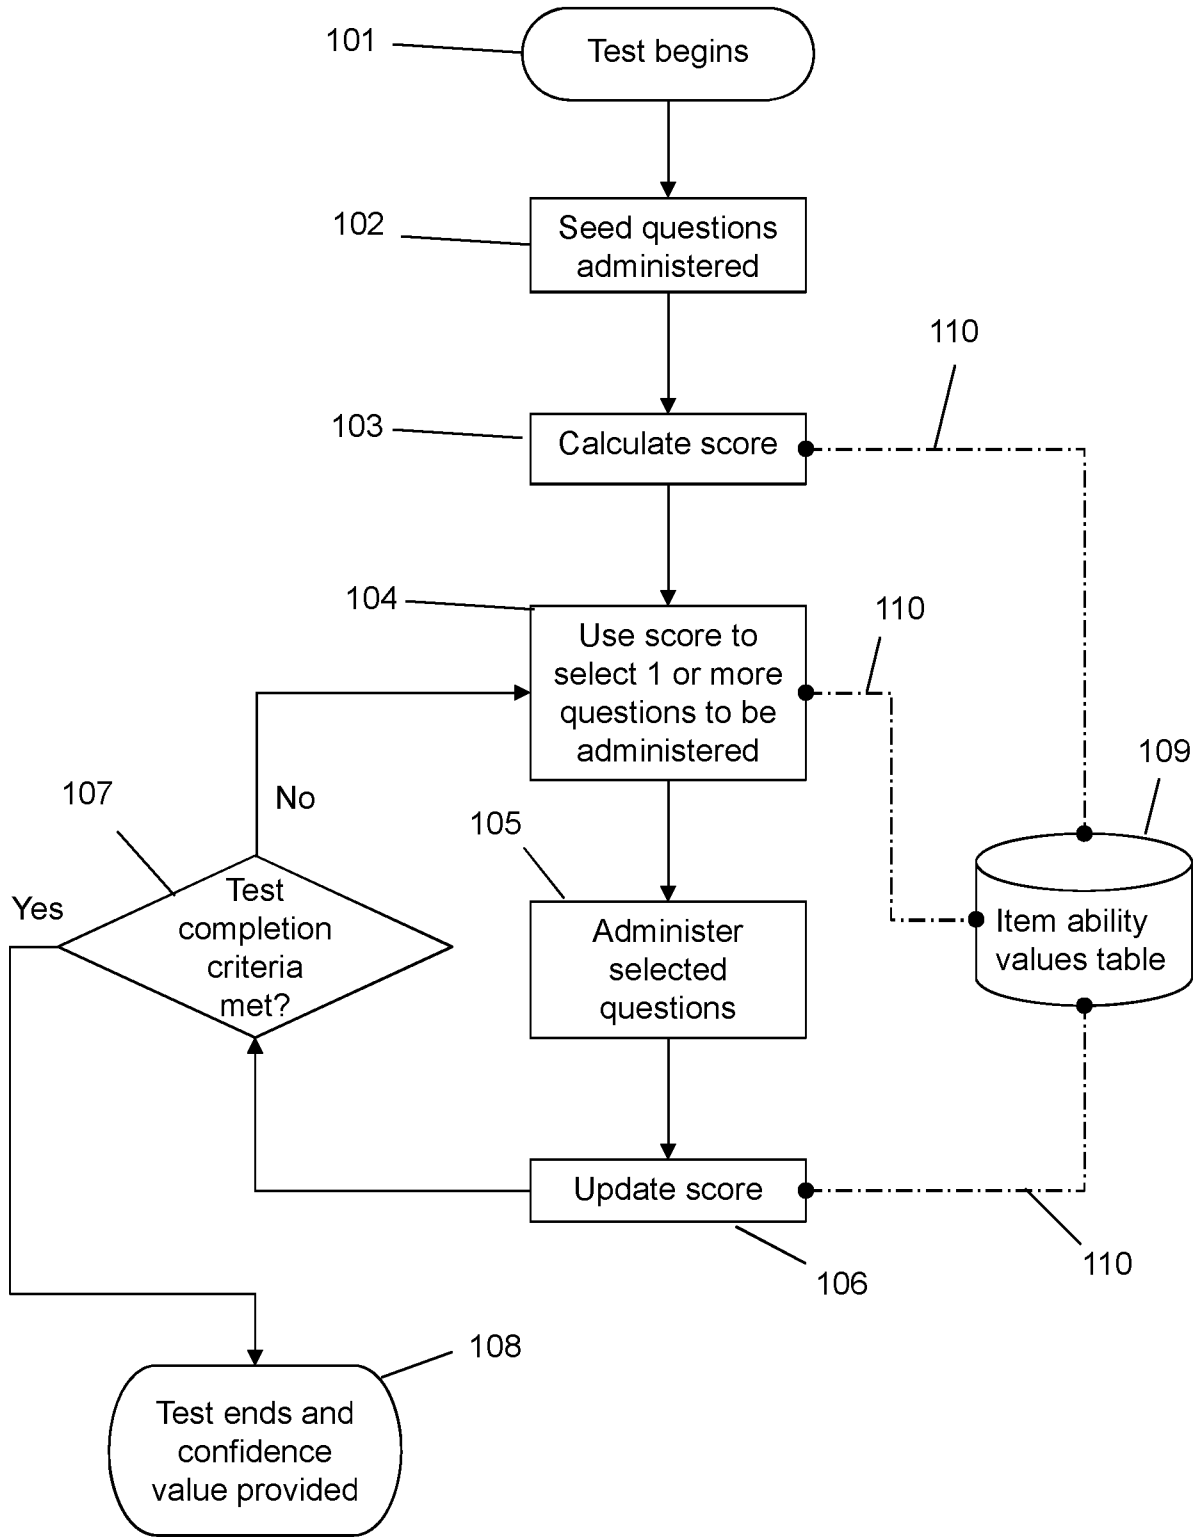 101
Test begins
102
Seed questions
administered
110
103
Calculate score
104
Use score to
select 1 or more
questions to be
administered
110
109
107
No
105
Yes
Test
completion
criteria
met?
Administer
selected
questions
Item ability
values table
Update score
106
110
108
Test ends and
confidence
value provided